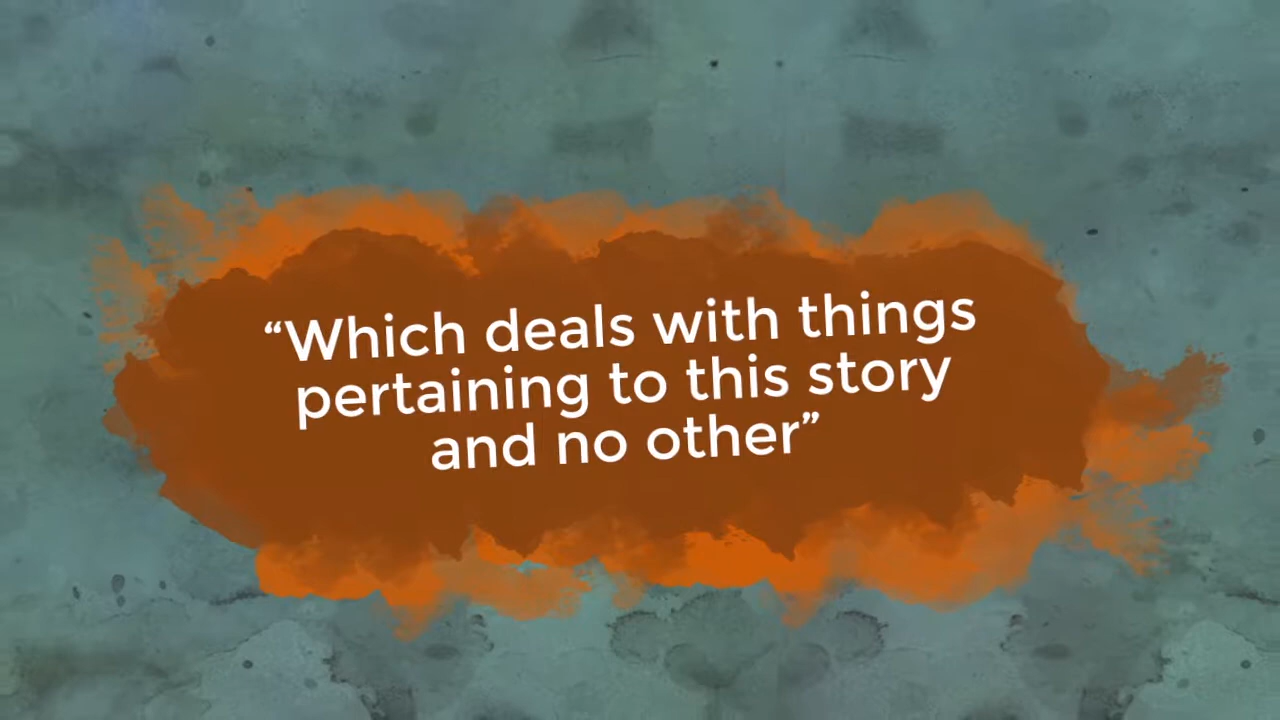 “Which deals with things
pertaining to this story
and no other”